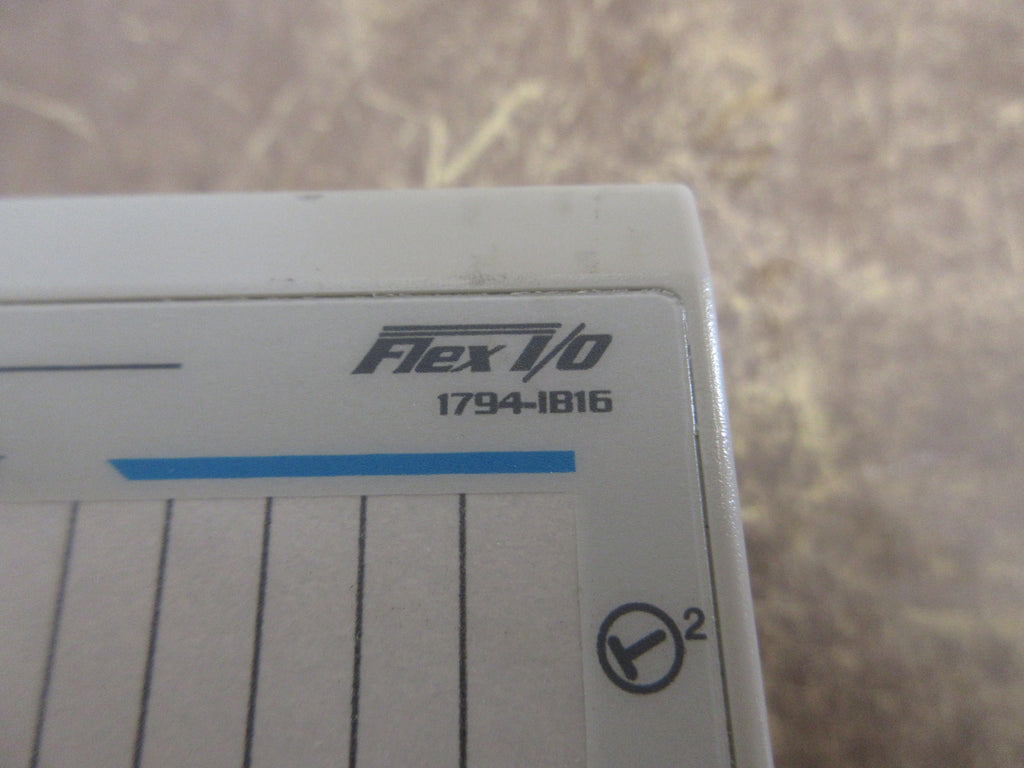 Flex I/O
1794-IB16
T 2